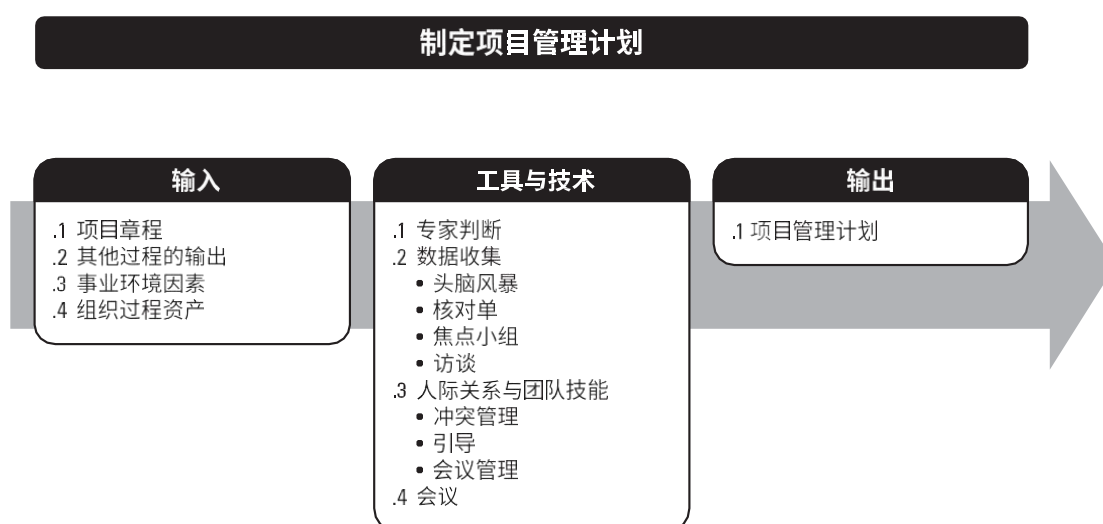 制定项目管理计划
输入
.1 项目章程
.2 其他过程的输出
.3 事业环境因素
.4 组织过程资产
工具与技术
.1 专家判断
.2 数据收集
• 头脑风暴
• 核对单
• 焦点小组
• 访谈
.3 人际关系与团队技能
• 冲突管理
• 引导
• 会议管理
.4 会议
输出
.1 项目管理计划